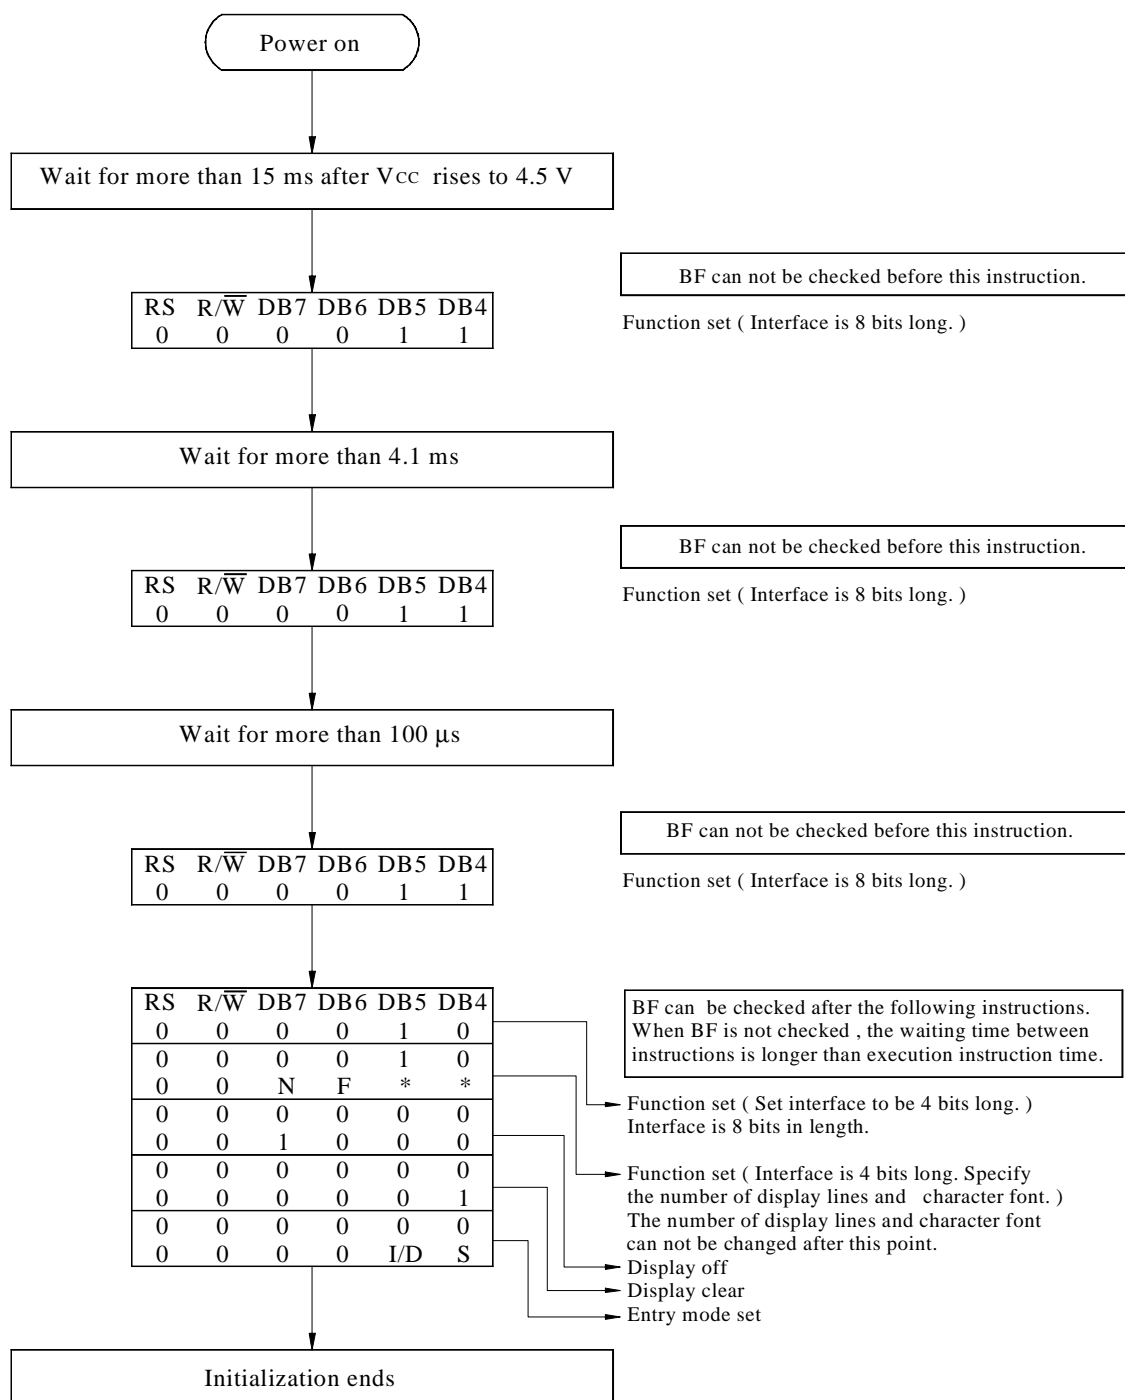 Power on
Wait for more than 15 ms after VCC rises to 4.5 V
BF can not be checked before this instruction.
RS R/W̅ DB7 DB6 DB5 DB4
0 0 0 0 1 1
Function set ( Interface is 8 bits long. )
Wait for more than 4.1 ms
BF can not be checked before this instruction.
RS R/W̅ DB7 DB6 DB5 DB4
0 0 0 0 1 1
Function set ( Interface is 8 bits long. )
Wait for more than 100 µs
BF can not be checked before this instruction.
RS R/W̅ DB7 DB6 DB5 DB4
0 0 0 0 1 1
Function set ( Interface is 8 bits long. )
RS R/W̅ DB7 DB6 DB5 DB4
0 0 0 0 1 0
0 0 0 0 1 0
0 0 N F * *
0 0 0 0 0 0
0 0 1 0 0 0
0 0 0 0 0 0
0 0 0 0 0 1
0 0 0 0 0 0
0 0 0 0 I/D S
BF can be checked after the following instructions.
When BF is not checked , the waiting time between
instructions is longer than execution instruction time.
Function set ( Set interface to be 4 bits long. )
Interface is 8 bits in length.
Function set ( Interface is 4 bits long. Specify
the number of display lines and character font. )
The number of display lines and character font
can not be changed after this point.
Display off
Display clear
Entry mode set
Initialization ends